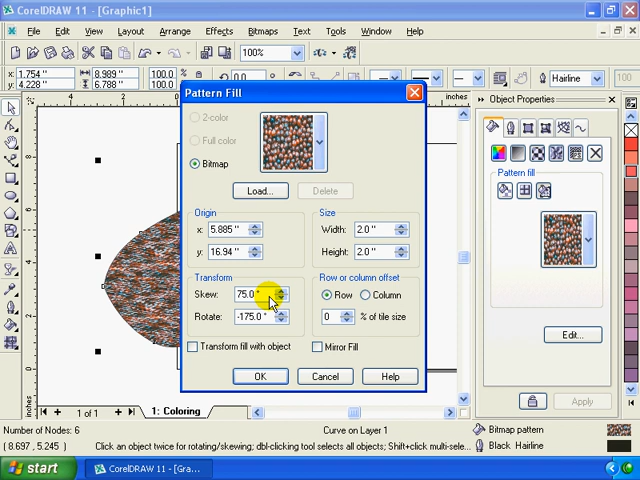 CorelDRAW 11 - [Graphic1]
File Edit View Layout Arrange Effects Bitmaps Text Tools Window Help
100%
x: 1.754 " 8.989 " 100.0
y: 4.228 " 6.788 " 100.0
0.0
Hairline
100
inches
inches
Pattern Fill
2-color
Full color
Bitmap
Load...
Delete
Origin
x: 5.885 "
y: 16.94 "
Size
Width: 2.0 "
Height: 2.0 "
Transform
Skew: 75.0 °
Rotate: -175.0 °
Row or column offset
Row
Column
0 % of tile size
Transform fill with object
Mirror Fill
OK
Cancel
Help
Object Properties
Pattern fill
Edit...
Apply
1 of 1
1: Coloring
Number of Nodes: 6
Curve on Layer 1
Bitmap pattern
( 8.697 , 5.245 )
Click an object twice for rotating/skewing; dbl-clicking tool selects all objects; Shift+click multi-sele...
Black Hairline
start
CorelDRAW 11 - [Gra...